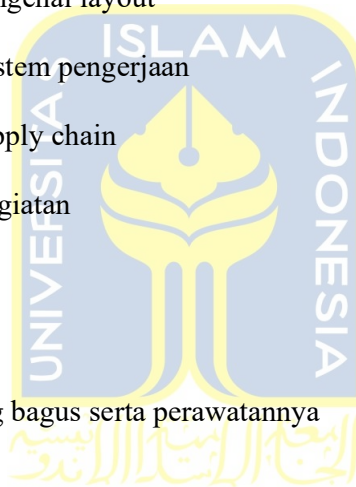 ngenai layout
ISLAM
stem pengerjaan
UNIVERSITAS
INDONESIA
pply chain
giatan
g bagus serta perawatannya